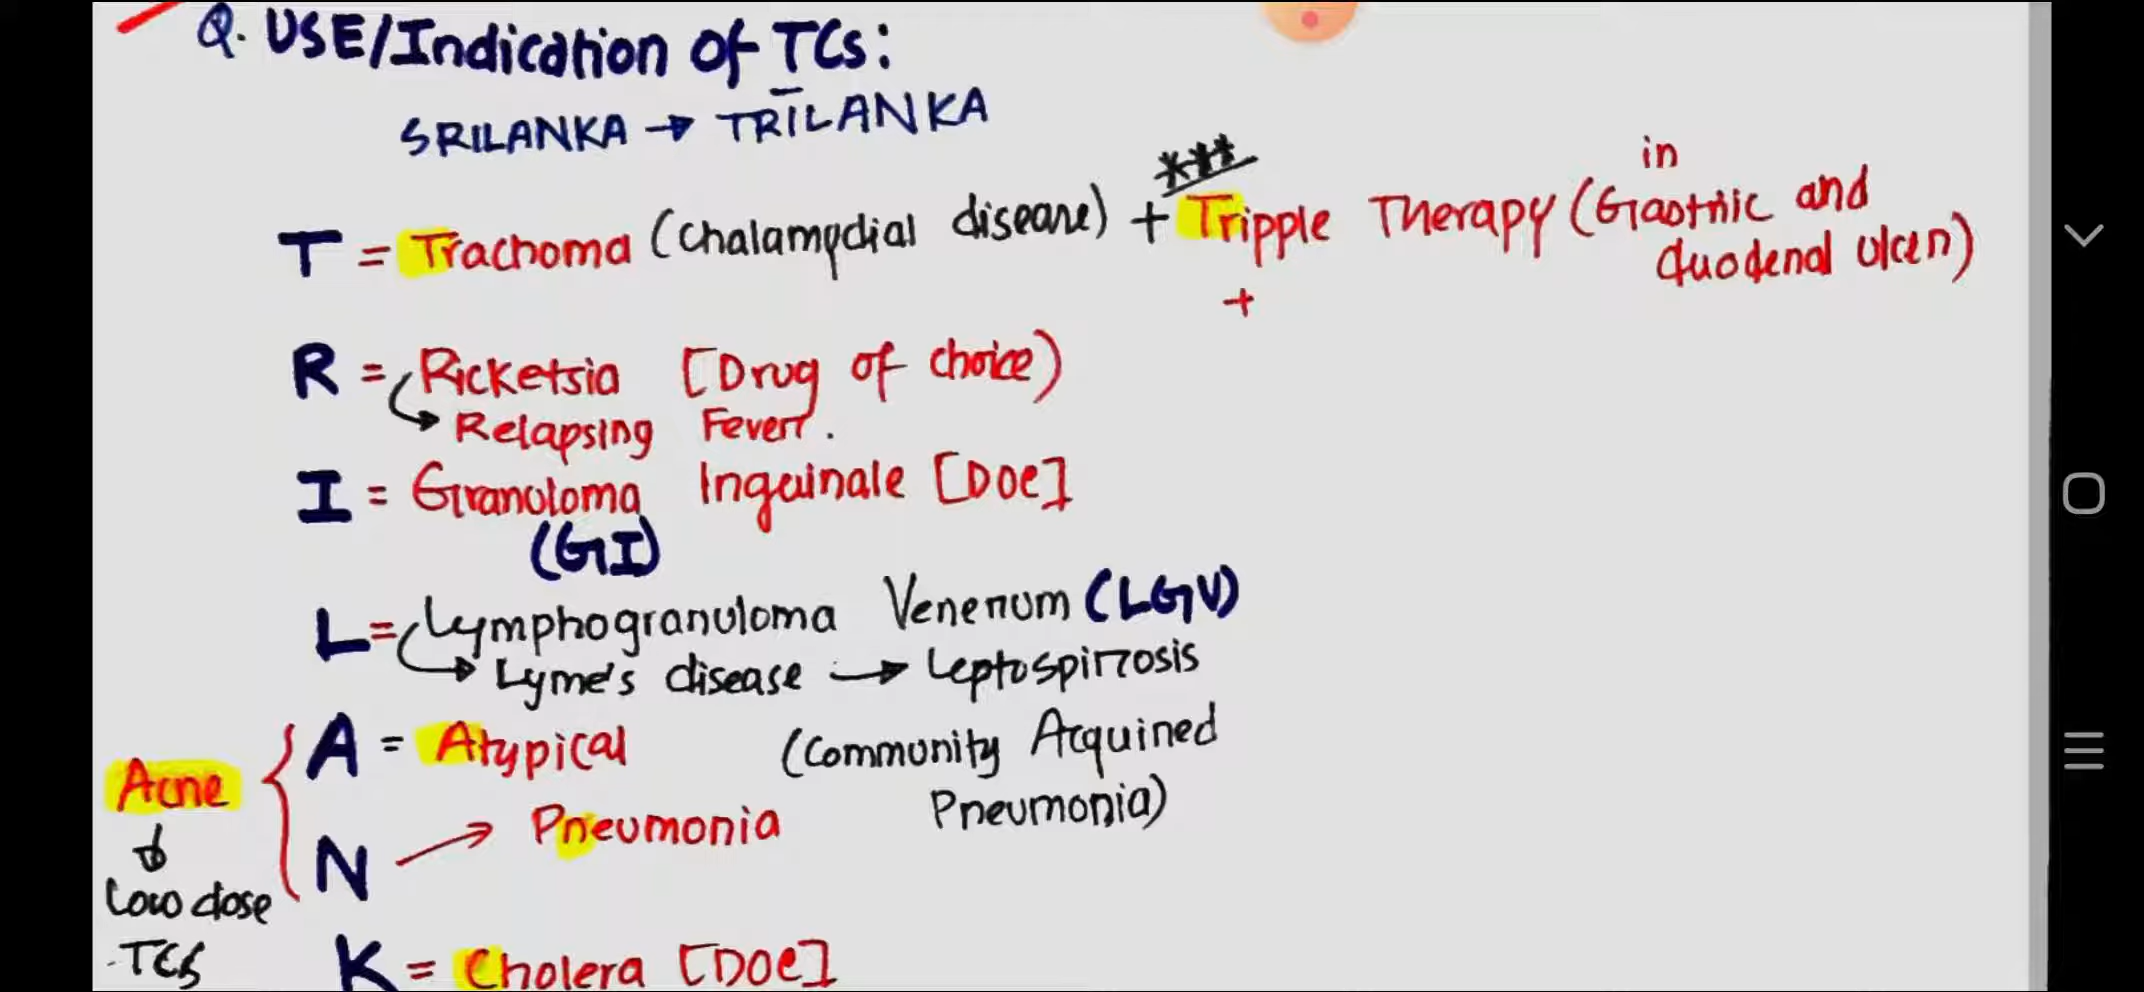 Q. USE/Indication of TCs:
SRILANKA → TRILANKA
T = Trachoma (Chalamydial disease) + *** Tripple Therapy (in Gastric and duodenal ulcer)
+
R = Ricketsia [Drug of choice)
→ Relapsing Fever.
I = Granuloma Inguinale [DOC]
(GI)
L = Lymphogranuloma Venerum (LGV)
→ Lyme's disease → Leptospirrosis
A = Atypical (Community Acquired
N → Pneumonia Pneumonia)
Acne
↓
Low dose
TCs
K = Cholera [DOC]